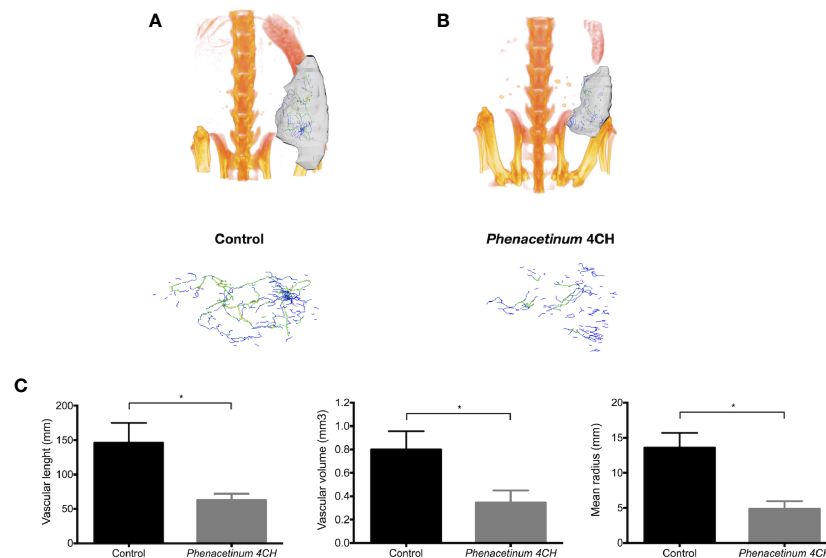 A
B
Control
Phenacetinum 4CH
C
Vascular lenght (mm)
200
150
100
50
0
*
Control
Phenacetinum 4CH
Vascular volume (mm3)
1.2
1.0
0.8
0.6
0.4
0.2
0.0
*
Control
Phenacetinum 4CH
Mean radius (mm)
20
15
10
5
0
*
Control
Phenacetinum 4CH